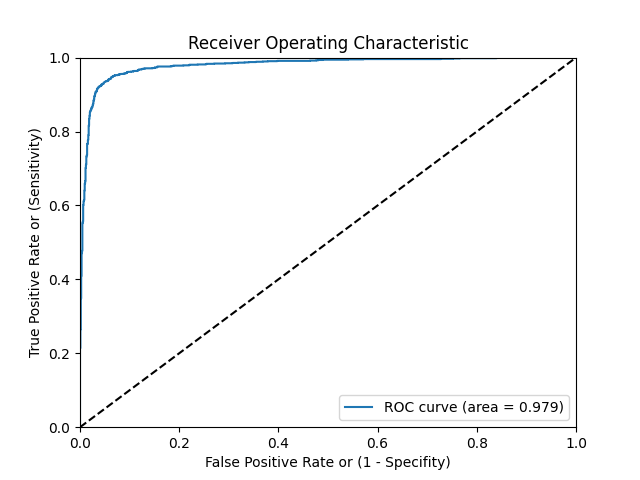 Receiver Operating Characteristic
1.0
0.8
0.6
0.4
0.2
0.0
True Positive Rate or (Sensitivity)
ROC curve (area = 0.979)
0.0 0.2 0.4 0.6 0.8 1.0
False Positive Rate or (1 - Specifity)